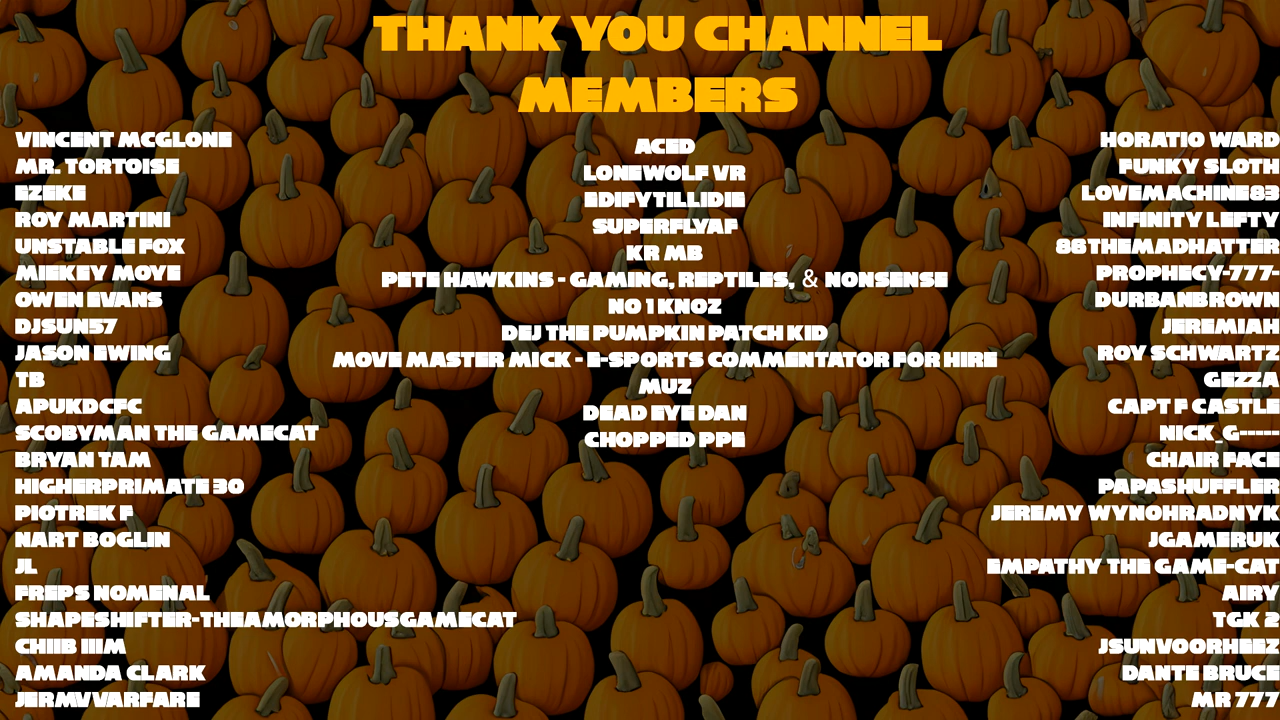 THANK YOU CHANNEL
MEMBERS
VINCENT MCGLONE
MR. TORTOISE
EZEKE
ROY MARTINI
UNSTABLE FOX
MIEKEY MOYE
OWEN EVANS
DJSUN57
JASON EWING
TB
APUKDCFC
SCOBYMAN THE GAMECAT
BRYAN TAM
HIGHERPRIMATE 30
PIOTREK F
NART BOGLIN
JL
FREPS NOMENAL
SHAPESHIFTER-THEAMORPHOUSGAMECAT
CHIIB IIIM
AMANDA CLARK
JERMVVARFARE
ACED
LONEWOLF VR
EDIFYTILLIDIE
SUPERFLYAF
KR MB
PETE HAWKINS - GAMING, REPTILES, & NONSENSE
NO 1 KNOZ
DEJ THE PUMPKIN PATCH KID
MOVE MASTER MICK - E-SPORTS COMMENTATOR FOR HIRE
MUZ
DEAD EYE DAN
CHOPPED PPE
HORATIO WARD
FUNKY SLOTH
LOVEMACHINE83
INFINITY LEFTY
88THEMADHATTER
PROPHECY-777-
DURBANBROWN
JEREMIAH
ROY SCHWARTZ
GEZZA
CAPT F CASTLE
NICK_G-----
CHAIR FACE
PAPASHUFFLER
JEREMY WYNOHRADNYK
JGAMERUK
EMPATHY THE GAME-CAT
AIRY
TGK 2
JSUNVOORHEEZ
DANTE BRUCE
MR 777